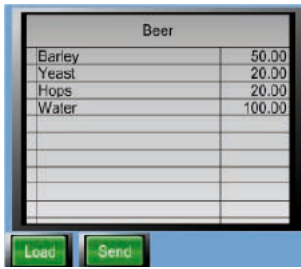 Beer
Barley 50.00
Yeast 20.00
Hops 20.00
Water 100.00
Load Send